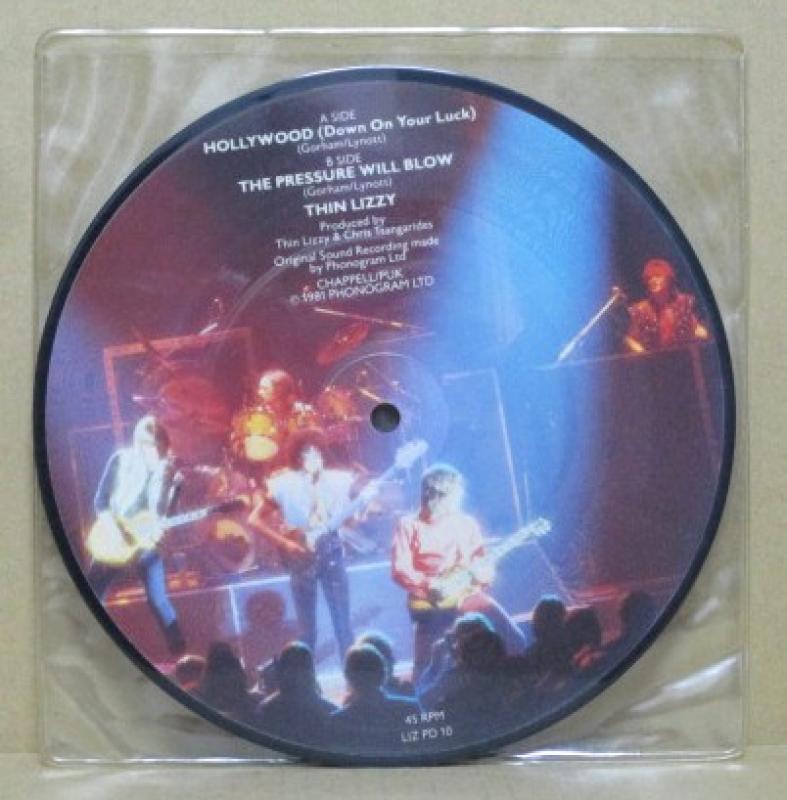 A SIDE
HOLLYWOOD (Down On Your Luck)
(Gorham/Lynott)
B SIDE
THE PRESSURE WILL BLOW
(Gorham/Lynott)
THIN LIZZY
Produced by
Thin Lizzy & Chris Tsangarides
Original Sound Recording made
by Phonogram Ltd
CHAPPELL/PUK
© 1981 PHONOGRAM LTD
45 RPM
LIZ PD 10